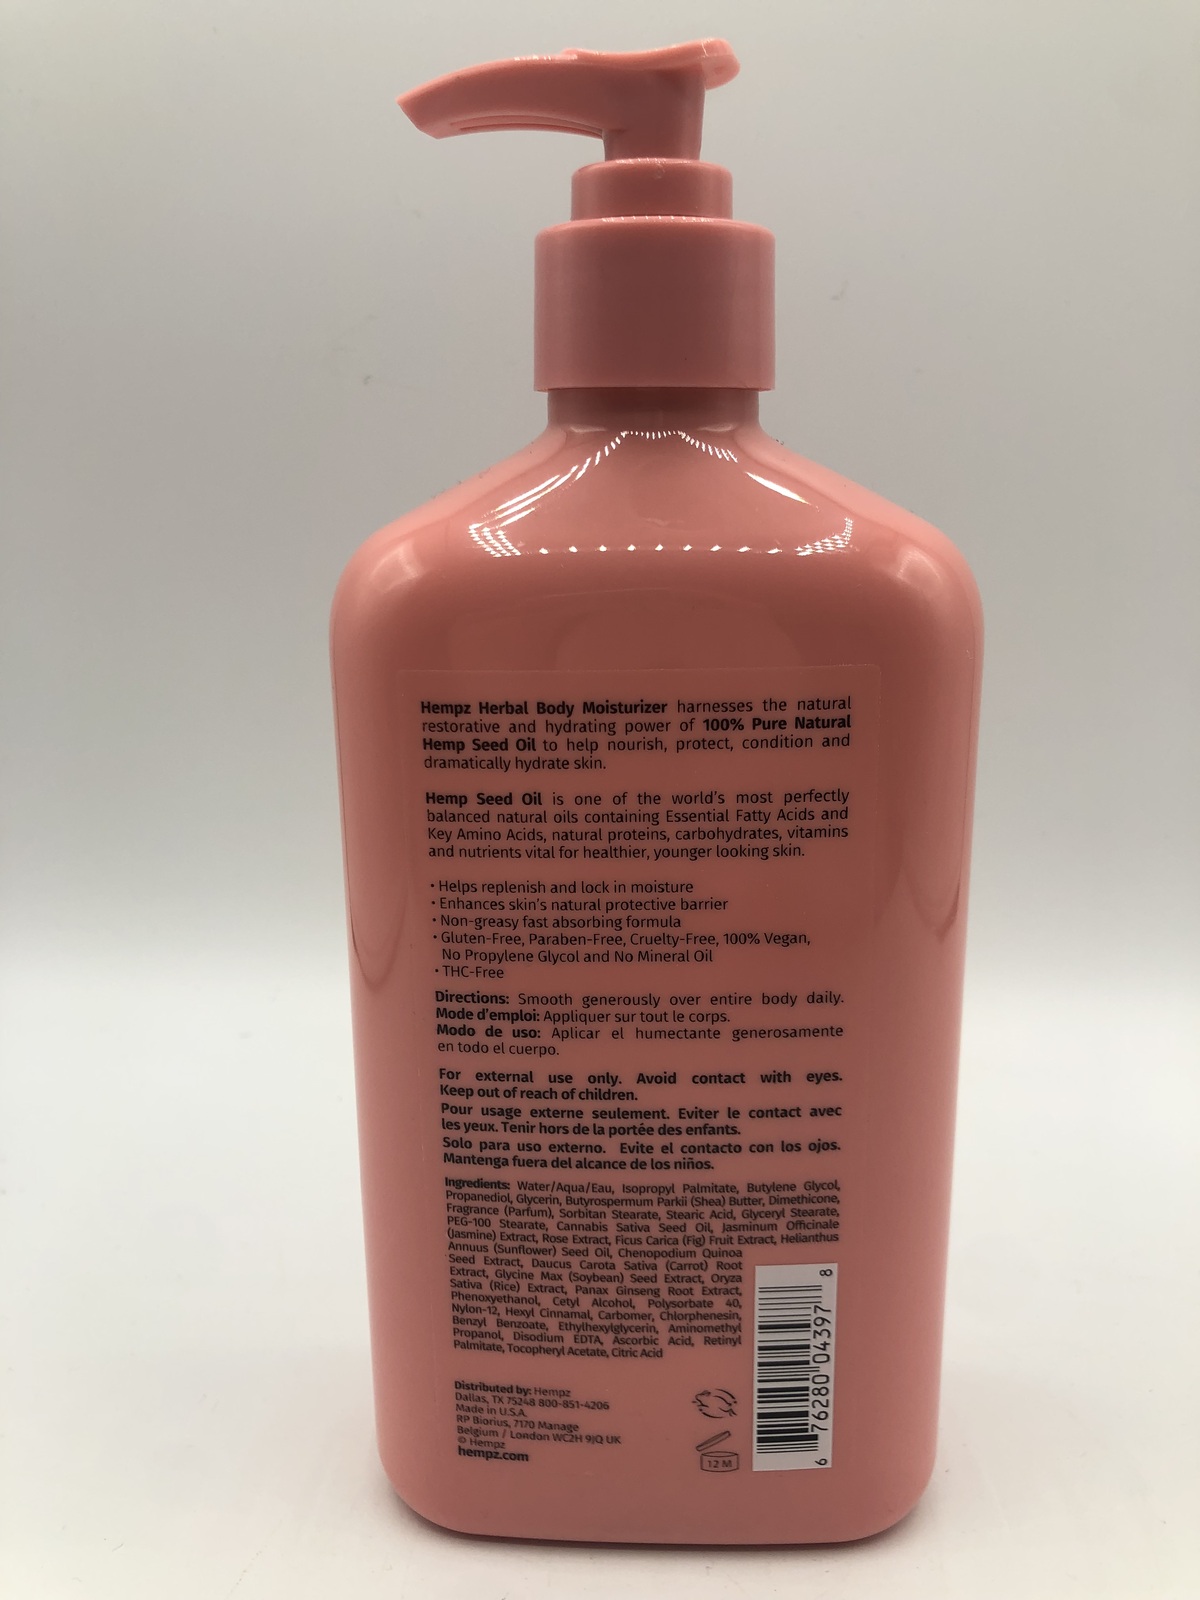 Hempz Herbal Body Moisturizer harnesses the natural
restorative and hydrating power of 100% Pure Natural
Hemp Seed Oil to help nourish, protect, condition and
dramatically hydrate skin.
Hemp Seed Oil is one of the world's most perfectly
balanced natural oils containing Essential Fatty Acids and
Key Amino Acids, natural proteins, carbohydrates, vitamins
and nutrients vital for healthier, younger looking skin.
• Helps replenish and lock in moisture
• Enhances skin's natural protective barrier
• Non-greasy fast absorbing formula
• Gluten-Free, Paraben-Free, Cruelty-Free, 100% Vegan,
No Propylene Glycol and No Mineral Oil
• THC-Free
Directions: Smooth generously over entire body daily.
Mode d'emploi: Appliquer sur tout le corps.
Modo de uso: Aplicar el humectante generosamente
en todo el cuerpo.
For external use only. Avoid contact with eyes.
Keep out of reach of children.
Pour usage externe seulement. Eviter le contact avec
les yeux. Tenir hors de la portée des enfants.
Solo para uso externo. Evite el contacto con los ojos.
Mantenga fuera del alcance de los niños.
Ingredients: Water/Aqua/Eau, Isopropyl Palmitate, Butylene Glycol,
Propanediol, Glycerin, Butyrospermum Parkii (Shea) Butter, Dimethicone,
Fragrance (Parfum), Sorbitan Stearate, Stearic Acid, Glyceryl Stearate,
PEG-100 Stearate, Cannabis Sativa Seed Oil, Jasminum Officinale
(Jasmine) Extract, Rose Extract, Ficus Carica (Fig) Fruit Extract, Helianthus
Annuus (Sunflower) Seed Oil, Chenopodium Quinoa
Seed Extract, Daucus Carota Sativa (Carrot) Root
Extract, Glycine Max (Soybean) Seed Extract, Oryza
Sativa (Rice) Extract, Panax Ginseng Root Extract,
Phenoxyethanol, Cetyl Alcohol, Polysorbate 40,
Nylon-12, Hexyl Cinnamal, Carbomer, Chlorphenesin,
Benzyl Benzoate, Ethylhexylglycerin, Aminomethyl
Propanol, Disodium EDTA, Ascorbic Acid, Retinyl
Palmitate, Tocopheryl Acetate, Citric Acid
Distributed by: Hempz
Dallas, TX 75248 800-851-4206
Made in U.S.A.
RP Biorius, 7170 Manage
Belgium / London WC2H 9JQ UK
© Hempz
hempz.com
12 M
6 76280 04397 8